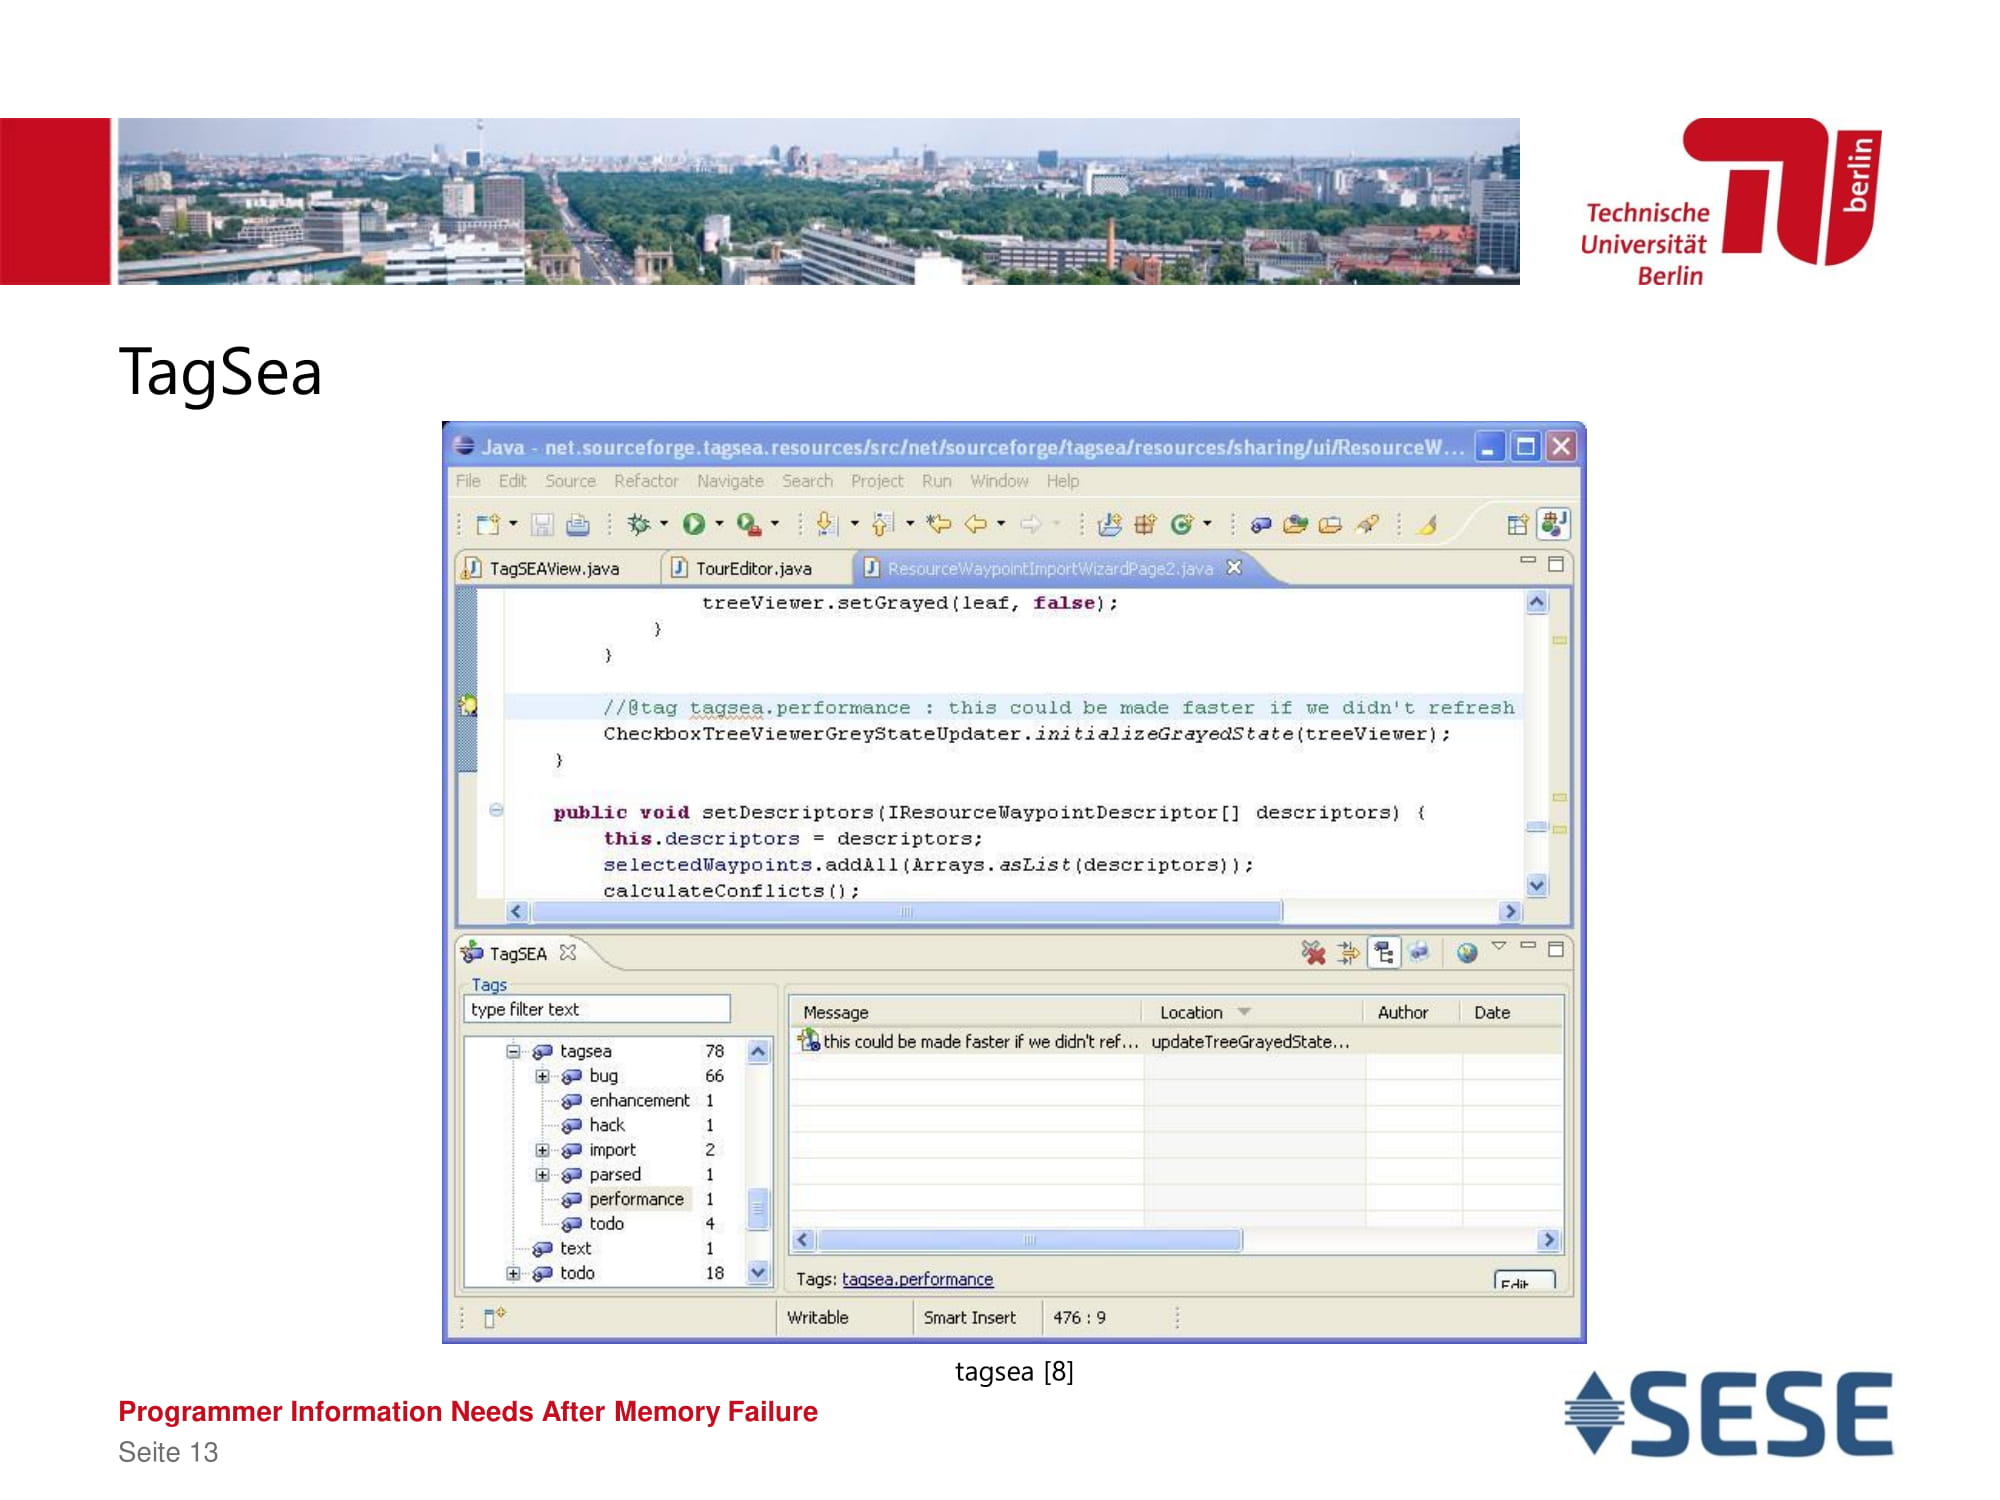 Technische
Universität
Berlin
berlin
TagSea
Java - net.sourceforge.tagsea.resources/src/net/sourceforge/tagsea/resources/sharing/ui/ResourceW...
File Edit Source Refactor Navigate Search Project Run Window Help
TagSEAView.java TourEditor.java ResourceWaypointImportWizardPage2.java
treeViewer.setGrayed(leaf, false);
}
}
//@tag tagsea.performance : this could be made faster if we didn't refresh
CheckboxTreeViewerGreyStateUpdater.initializeGrayedState(treeViewer);
}
public void setDescriptors(IResourceWaypointDescriptor[] descriptors) {
this.descriptors = descriptors;
selectedWaypoints.addAll(Arrays.asList(descriptors));
calculateConflicts();
TagSEA
Tags
type filter text
tagsea 78
bug 66
enhancement 1
hack 1
import 2
parsed 1
performance 1
todo 4
text 1
todo 18
Message Location Author Date
this could be made faster if we didn't ref... updateTreeGrayedState...
Tags: tagsea.performance
Edit...
Writable Smart Insert 476 : 9
tagsea [8]
Programmer Information Needs After Memory Failure
Seite 13
SESE